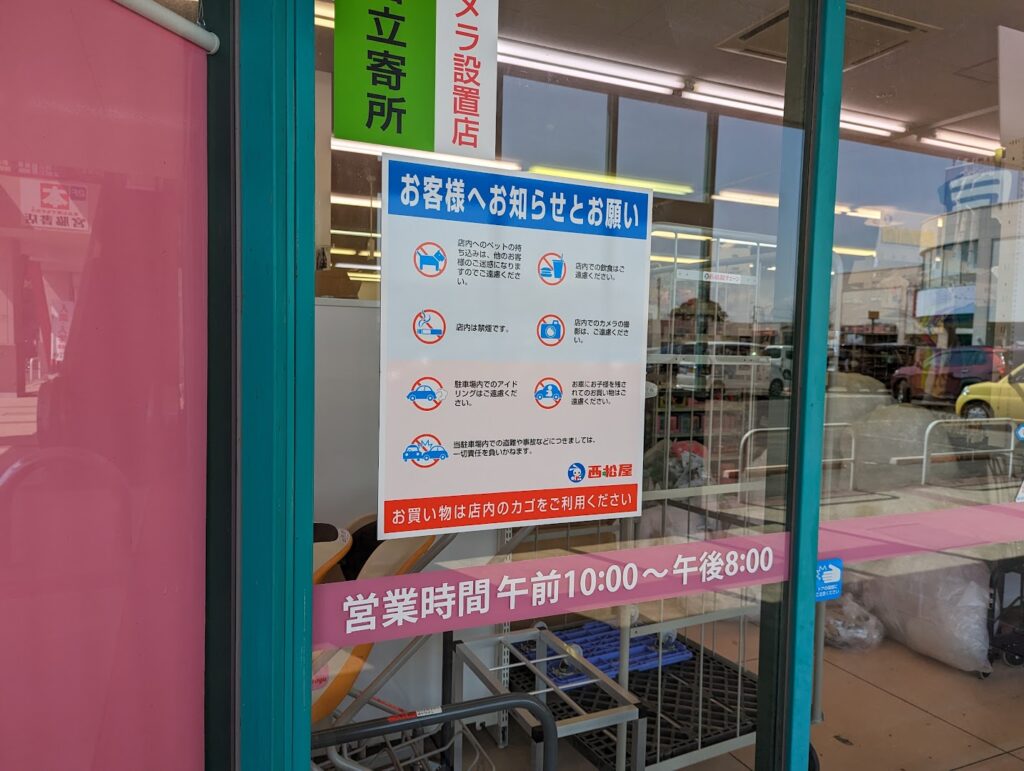 立寄所
メラ設置店
お客様へお知らせとお願い
店内へのペットの持
ち込みは、他のお客
様のご迷惑になりま
すのでご遠慮くださ
い。
店内での飲食はご
遠慮ください。
店内は禁煙です。
店内でのカメラの撮
影は、ご遠慮くださ
い。
駐車場内でのアイド
リングはご遠慮くだ
さい。
お車にお子様を残さ
れてのお買い物はご
遠慮ください。
当駐車場内での盗難や事故などにつきましては、
一切責任を負いかねます。
西松屋
お買い物は店内のカゴをご利用ください
営業時間 午前10:00～午後8:00